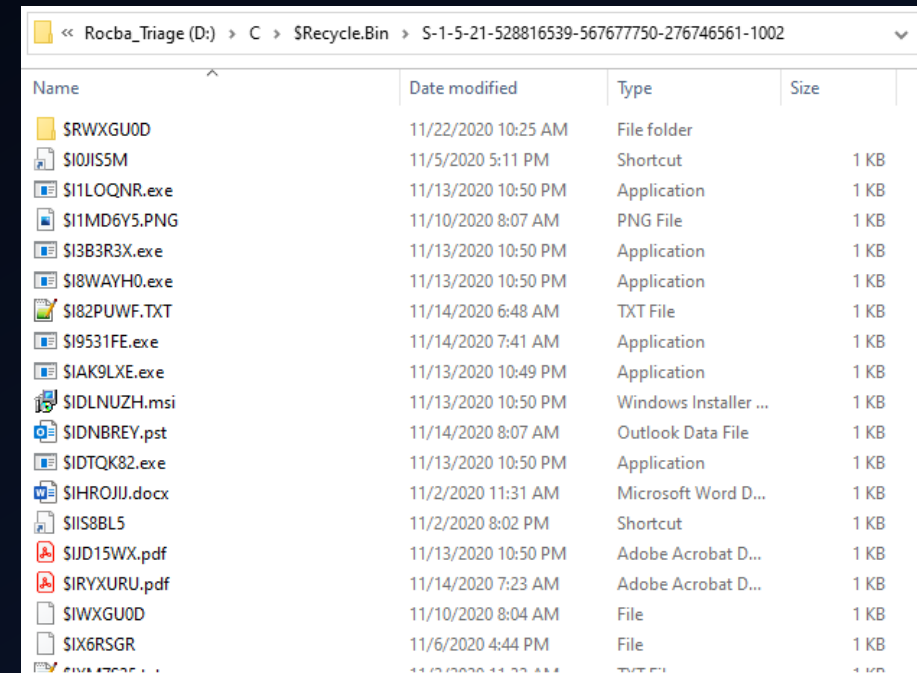 « Rocba_Triage (D:) › C › $Recycle.Bin › S-1-5-21-528816539-567677750-276746561-1002
Name Date modified Type Size
$RWXGU0D 11/22/2020 10:25 AM File folder
$I0JIS5M 11/5/2020 5:11 PM Shortcut 1 KB
$I1LOQNR.exe 11/13/2020 10:50 PM Application 1 KB
$I1MD6Y5.PNG 11/10/2020 8:07 AM PNG File 1 KB
$I3B3R3X.exe 11/13/2020 10:50 PM Application 1 KB
$I8WAYH0.exe 11/13/2020 10:50 PM Application 1 KB
$I82PUWF.TXT 11/14/2020 6:48 AM TXT File 1 KB
$I9531FE.exe 11/14/2020 7:41 AM Application 1 KB
$IAK9LXE.exe 11/13/2020 10:49 PM Application 1 KB
$IDLNUZH.msi 11/13/2020 10:50 PM Windows Installer ... 1 KB
$IDNBREY.pst 11/14/2020 8:07 AM Outlook Data File 1 KB
$IDTQK82.exe 11/13/2020 10:50 PM Application 1 KB
$IHROJIJ.docx 11/2/2020 11:31 AM Microsoft Word D... 1 KB
$IIS8BL5 11/2/2020 8:02 PM Shortcut 1 KB
$IJD15WX.pdf 11/13/2020 10:50 PM Adobe Acrobat D... 1 KB
$IRYXURU.pdf 11/14/2020 7:23 AM Adobe Acrobat D... 1 KB
$IWXGU0D 11/10/2020 8:04 AM File 1 KB
$IX6RSGR 11/6/2020 4:44 PM File 1 KB